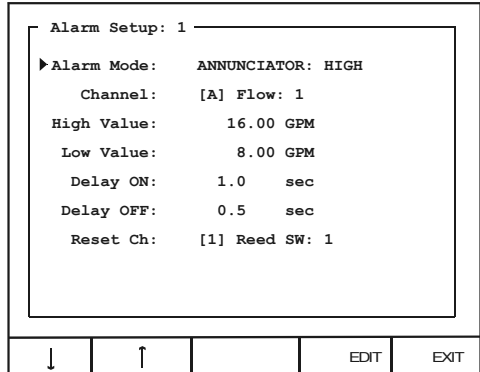 Alarm Setup: 1
Alarm Mode: ANNUNCIATOR: HIGH
Channel: [A] Flow: 1
High Value: 16.00 GPM
Low Value: 8.00 GPM
Delay ON: 1.0 sec
Delay OFF: 0.5 sec
Reset Ch: [1] Reed SW: 1
↓ ↑ EDIT EXIT